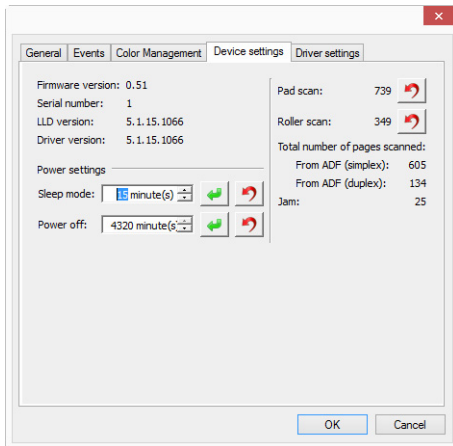 General Events Color Management Device settings Driver settings
Firmware version: 0.51
Serial number: 1
LLD version: 5.1.15.1066
Driver version: 5.1.15.1066
Power settings
Sleep mode: 15 minute(s)
Power off: 4320 minute(s
Pad scan: 739
Roller scan: 349
Total number of pages scanned:
From ADF (simplex): 605
From ADF (duplex): 134
Jam: 25
OK Cancel